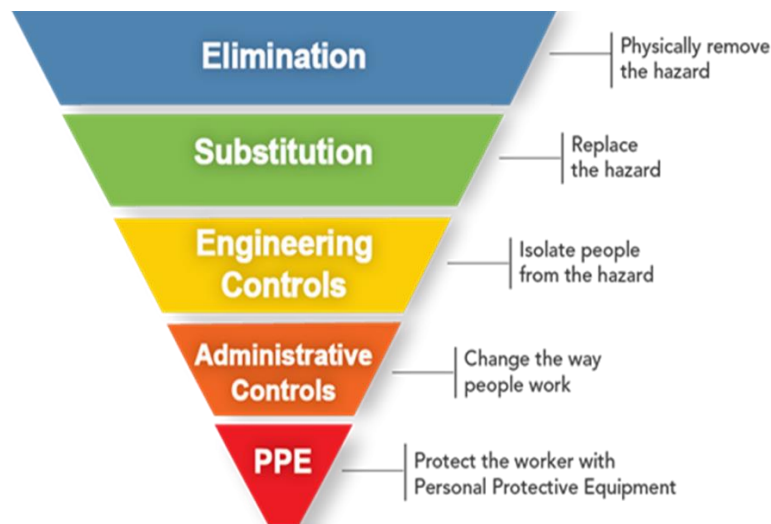 Elimination
Physically remove
the hazard
Substitution
Replace
the hazard
Engineering
Controls
Isolate people
from the hazard
Administrative
Controls
Change the way
people work
PPE
Protect the worker with
Personal Protective Equipment